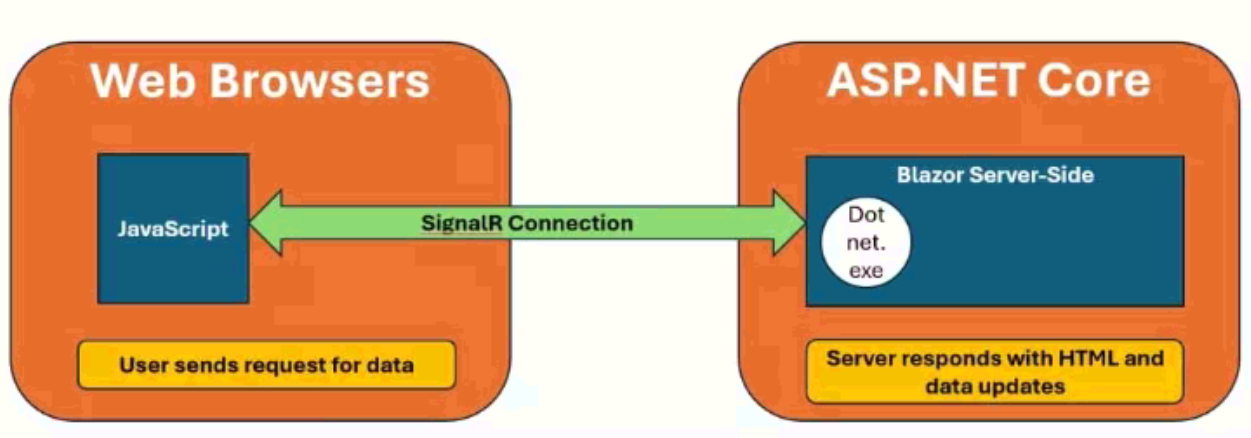 Web Browsers
ASP.NET Core
JavaScript
SignalR Connection
Blazor Server-Side
Dot
net.
exe
User sends request for data
Server responds with HTML and
data updates